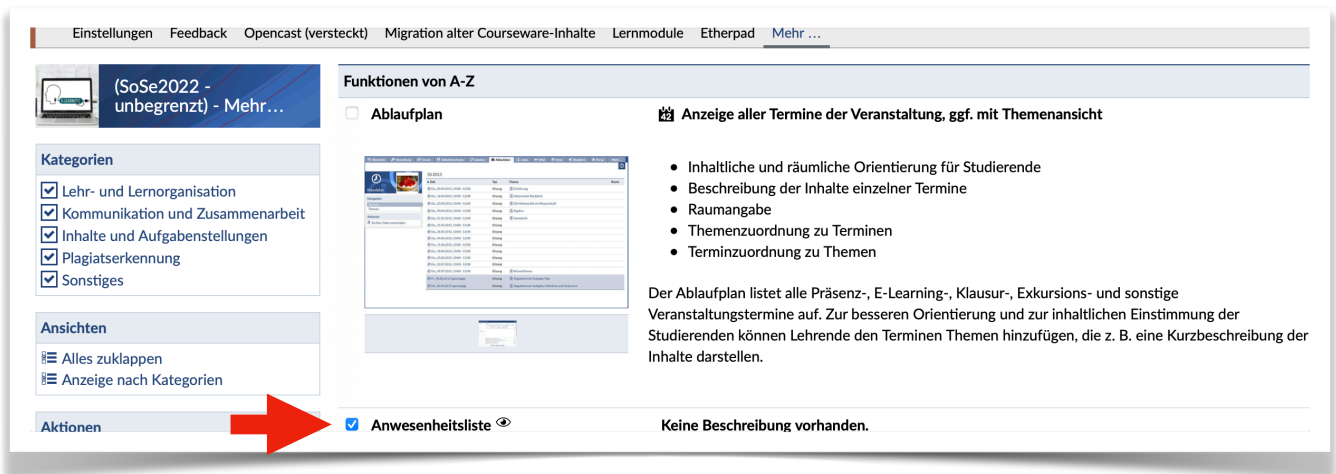 Einstellungen Feedback Opencast (versteckt) Migration alter Courseware-Inhalte Lernmodule Etherpad Mehr …
(SoSe2022 -
unbegrenzt) - Mehr…
Kategorien
Lehr- und Lernorganisation
Kommunikation und Zusammenarbeit
Inhalte und Aufgabenstellungen
Plagiatserkennung
Sonstiges
Ansichten
Alles zuklappen
Anzeige nach Kategorien
Aktionen
Funktionen von A-Z
Ablaufplan
42 Anzeige aller Termine der Veranstaltung, ggf. mit Themenansicht
Inhaltliche und räumliche Orientierung für Studierende
Beschreibung der Inhalte einzelner Termine
Raumangabe
Themenzuordnung zu Terminen
Terminzuordnung zu Themen
Der Ablaufplan listet alle Präsenz-, E-Learning-, Klausur-, Exkursions- und sonstige
Veranstaltungstermine auf. Zur besseren Orientierung und zur inhaltlichen Einstimmung der
Studierenden können Lehrende den Terminen Themen hinzufügen, die z. B. eine Kurzbeschreibung der
Inhalte darstellen.
Anwesenheitsliste Keine Beschreibung vorhanden.